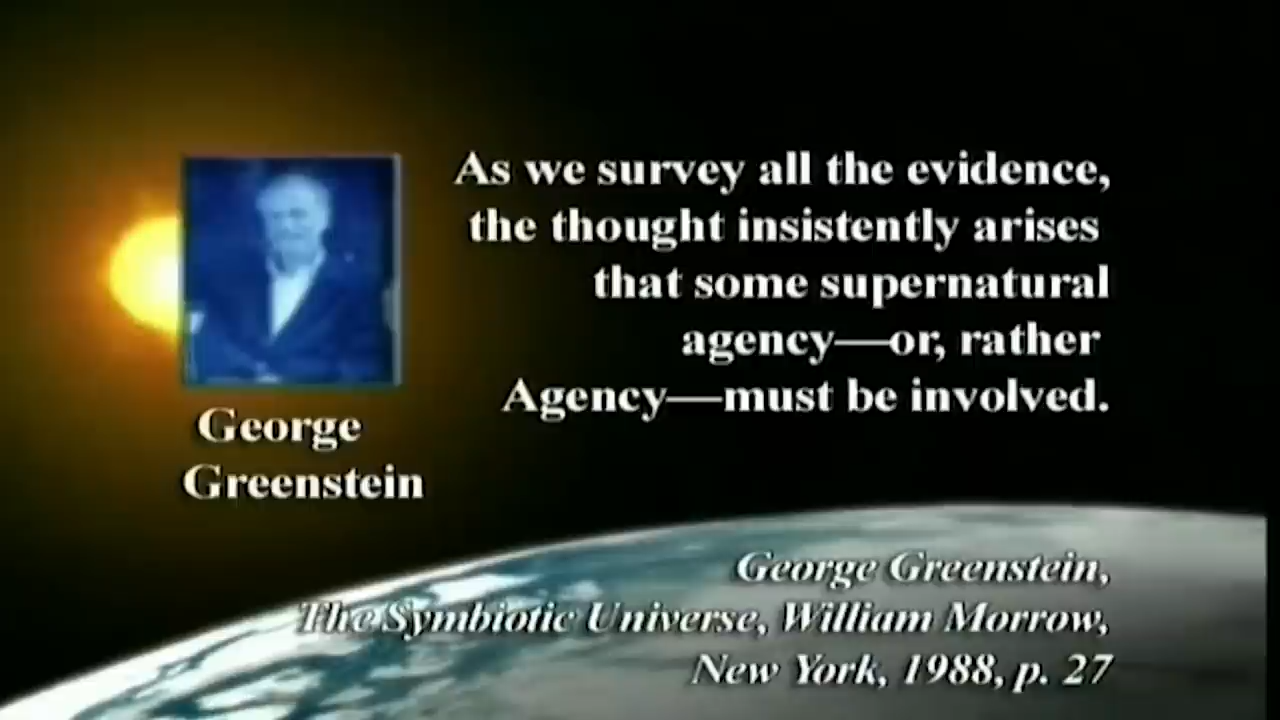 As we survey all the evidence,
the thought insistently arises
that some supernatural
agency—or, rather
Agency—must be involved.
George
Greenstein
George Greenstein,
The Symbiotic Universe, William Morrow,
New York, 1988, p. 27